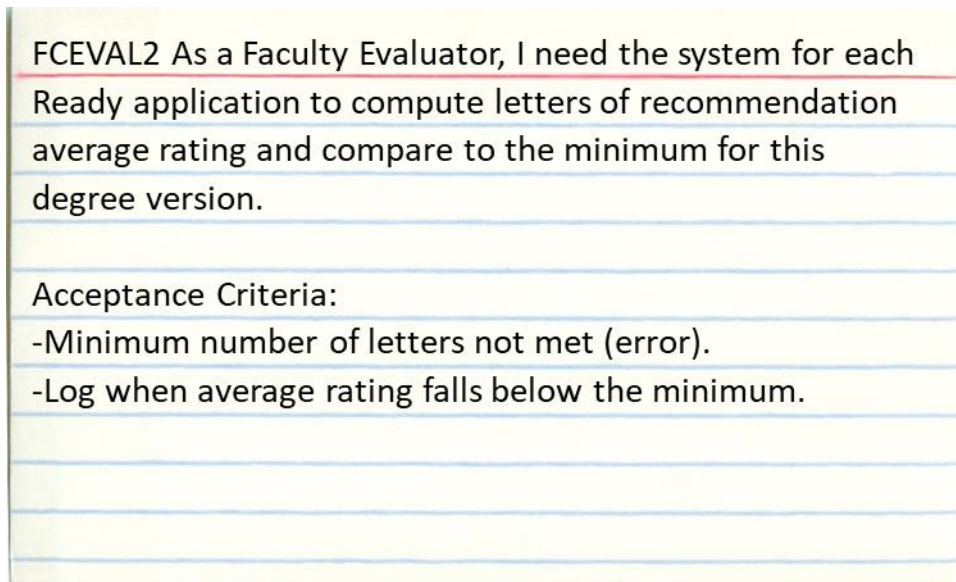 FCEVAL2 As a Faculty Evaluator, I need the system for each
Ready application to compute letters of recommendation
average rating and compare to the minimum for this
degree version.
Acceptance Criteria:
-Minimum number of letters not met (error).
-Log when average rating falls below the minimum.